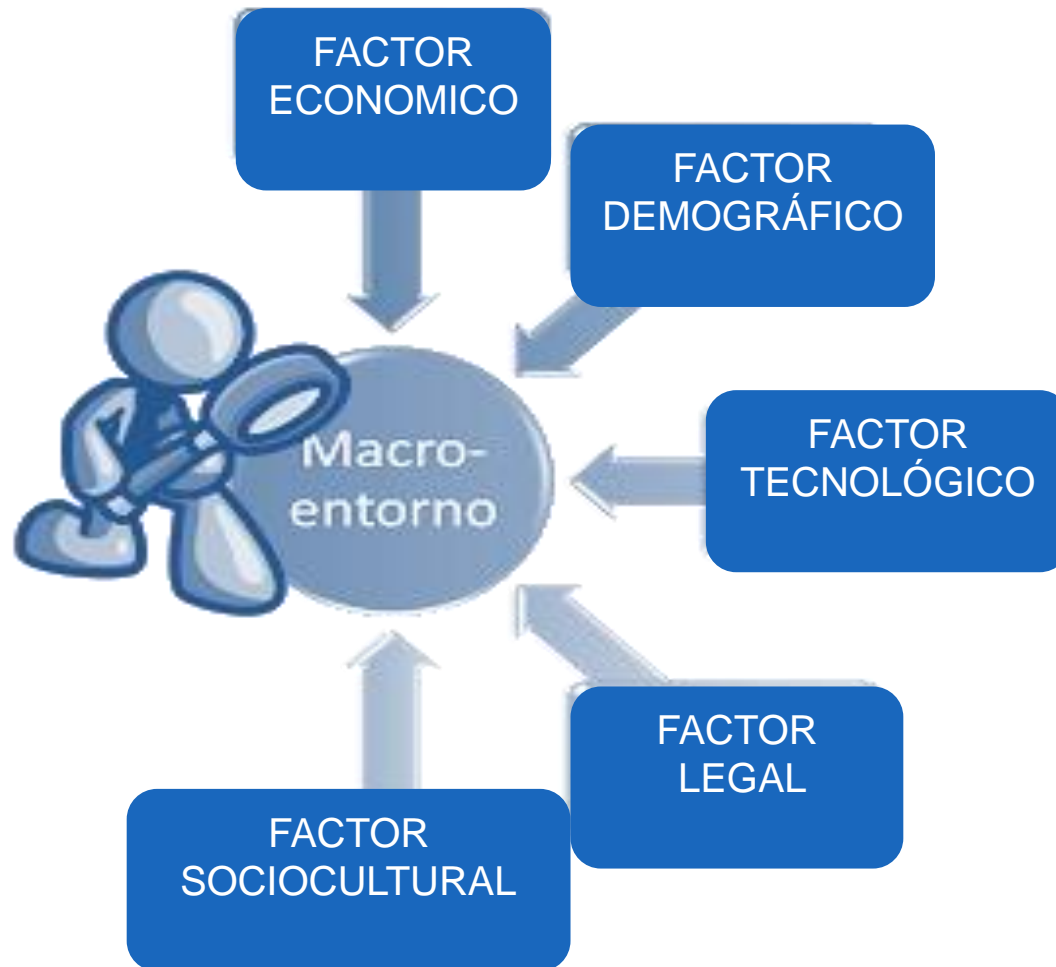 FACTOR
ECONOMICO
FACTOR
DEMOGRÁFICO
FACTOR
TECNOLÓGICO
Macro-
entorno
FACTOR
LEGAL
FACTOR
SOCIOCULTURAL